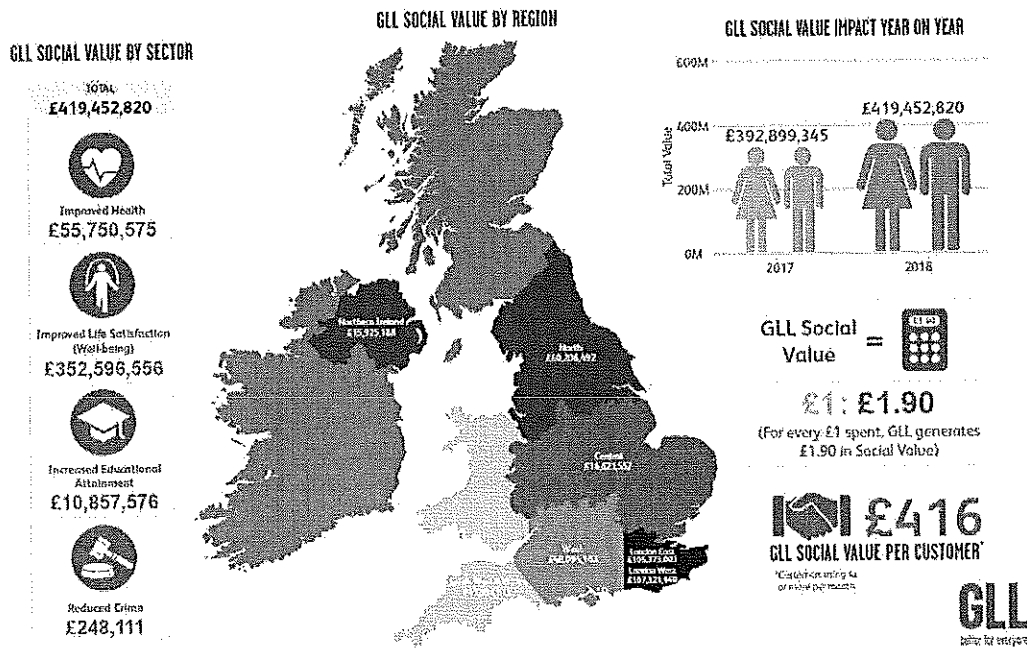 GLL SOCIAL VALUE BY SECTOR
TOTAL
£419,452,820
Improved Health
£55,750,575
Improved Life Satisfaction
(Well-being)
£352,596,556
Increased Educational
Attainment
£10,857,576
Reduced Crime
£248,111
GLL SOCIAL VALUE BY REGION
Northern Ireland
North
Central
West
London East
London West
GLL SOCIAL VALUE IMPACT YEAR ON YEAR
Total Value
600M
400M
200M
0M
£392,899,345
£419,452,820
2017
2018
GLL Social
Value
=
£1: £1.90
(For every £1 spent, GLL generates
£1.90 in Social Value)
£416
GLL SOCIAL VALUE PER CUSTOMER*
GLL